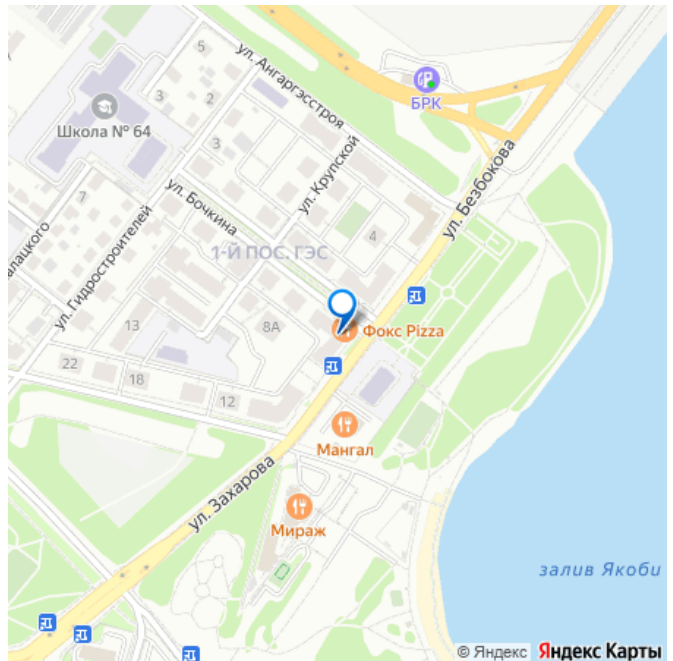 5
ул. Ангаргэсстроя
БРК
3
2
Школа № 64
3
ул. Безбокова
ул. Крупской
7
ул. Бочкина
4
1-й ПОС. ГЭС
алацкого
ул. Гидростроителей
13
8А
Фокс Pizza
22
18
12
Мангал
ул. Захарова
Мираж
залив Якоби
© Яндекс Яндекс Карты